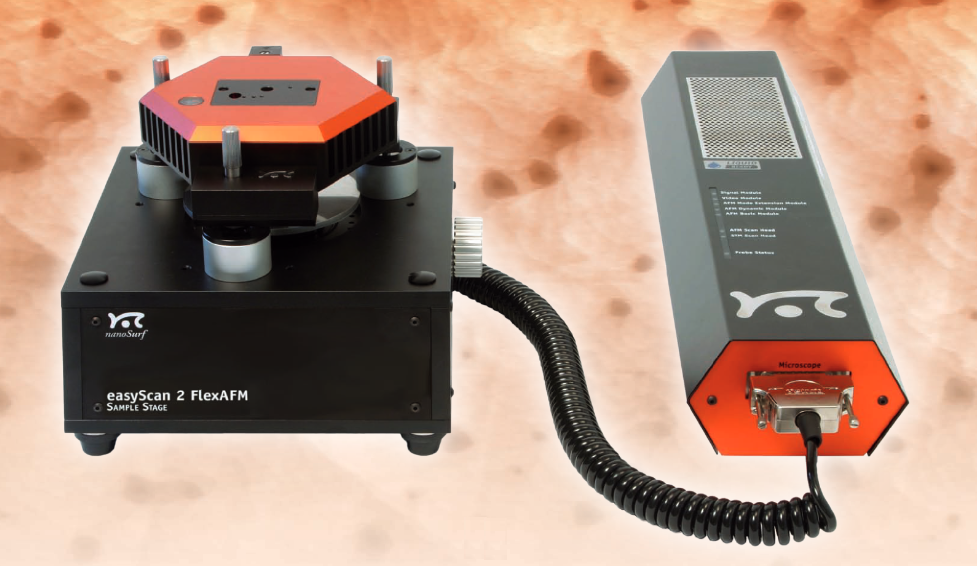 nanoSurf
easyScan 2 FlexAFM
SAMPLE STAGE
Signal Module
Video Module
AFM Mode Extension Module
AFM Dynamic Module
AFM Basic Module
AFM Scan Head
STM Scan Head
Probe Status
Microscope